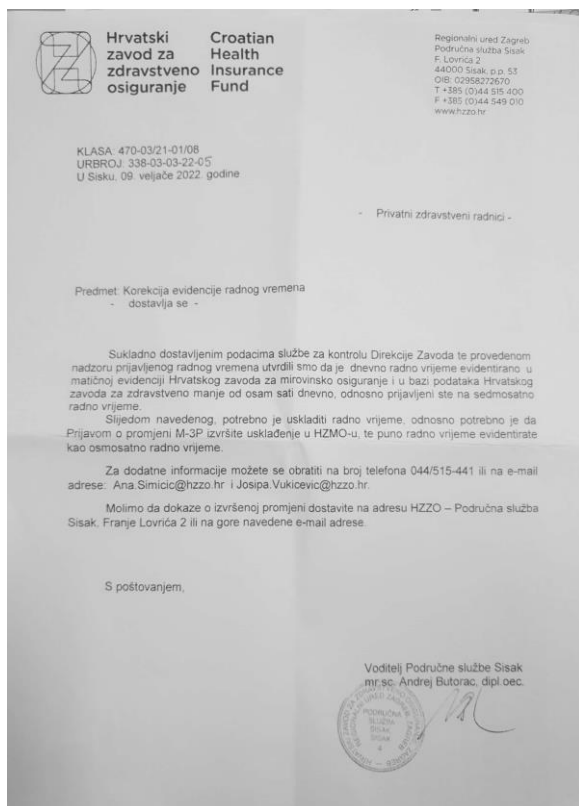 Hrvatski zavod za zdravstveno osiguranje
Croatian Health Insurance Fund
Regionalni ured Zagreb
Područna služba Sisak
F. Lovrića 2
44000 Sisak, p.p. 53
OIB: 02958272670
T +385 (0)44 515 400
F +385 (0)44 549 010
www.hzzo.hr
KLASA: 470-03/21-01/08
URBROJ: 338-03-03-22-05
U Sisku, 09. veljače 2022. godine
- Privatni zdravstveni radnici -
Predmet: Korekcija evidencije radnog vremena
- dostavlja se -
Sukladno dostavljenim podacima službe za kontrolu Direkcije Zavoda te provedenom
nadzoru prijavljenog radnog vremena utvrdili smo da je dnevno radno vrijeme evidentirano u
matičnoj evidenciji Hrvatskog zavoda za mirovinsko osiguranje i u bazi podataka Hrvatskog
zavoda za zdravstveno manje od osam sati dnevno, odnosno prijavljeni ste na sedmosatno
radno vrijeme.
Slijedom navedenog, potrebno je uskladiti radno vrijeme, odnosno potrebno je da
Prijavom o promjeni M-3P izvršite usklađenje u HZMO-u, te puno radno vrijeme evidentirate
kao osmosatno radno vrijeme.
Za dodatne informacije možete se obratiti na broj telefona 044/515-441 ili na e-mail
adrese: Ana.Simicic@hzzo.hr i Josipa.Vukicevic@hzzo.hr.
Molimo da dokaze o izvršenoj promjeni dostavite na adresu HZZO – Područna služba
Sisak, Franje Lovrića 2 ili na gore navedene e-mail adrese.
S poštovanjem,
Voditelj Područne službe Sisak
mr.sc. Andrej Butorac, dipl.oec.
PODRUČNA
SLUŽBA
SISAK
SISAK